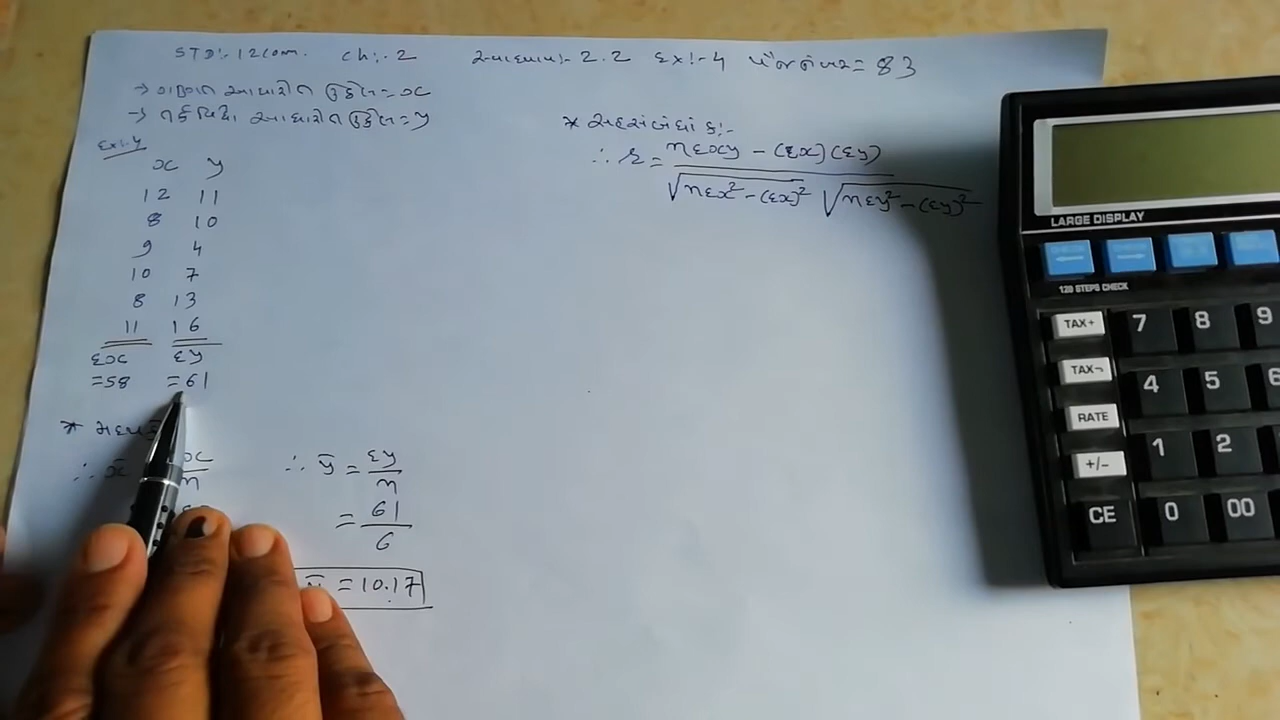 STD:- 12 com. Ch:- 2 સ્વાધ્યાય:- 2.2 Ex:- 4 પેજ નંબર = 83
→ ગણિત આધારિત = x
→ તર્ક આધારિત = y
Ex:-4
x y
12 11
8 10
9 4
10 7
8 13
11 16
Σx Σy
=58 =61
*
∴ x̄ n
∴ ȳ = Σy/n
= 61/6
= 10.17
* સહસંબંધાંક:-
∴ r = nΣxy - (Σx)(Σy) / √nΣx² - (Σx)² √nΣy² - (Σy)²
LARGE DISPLAY
120 STEPS CHECK
TAX+ 7 8 9
TAX- 4 5 6
RATE 1 2
+/-
CE 0 00